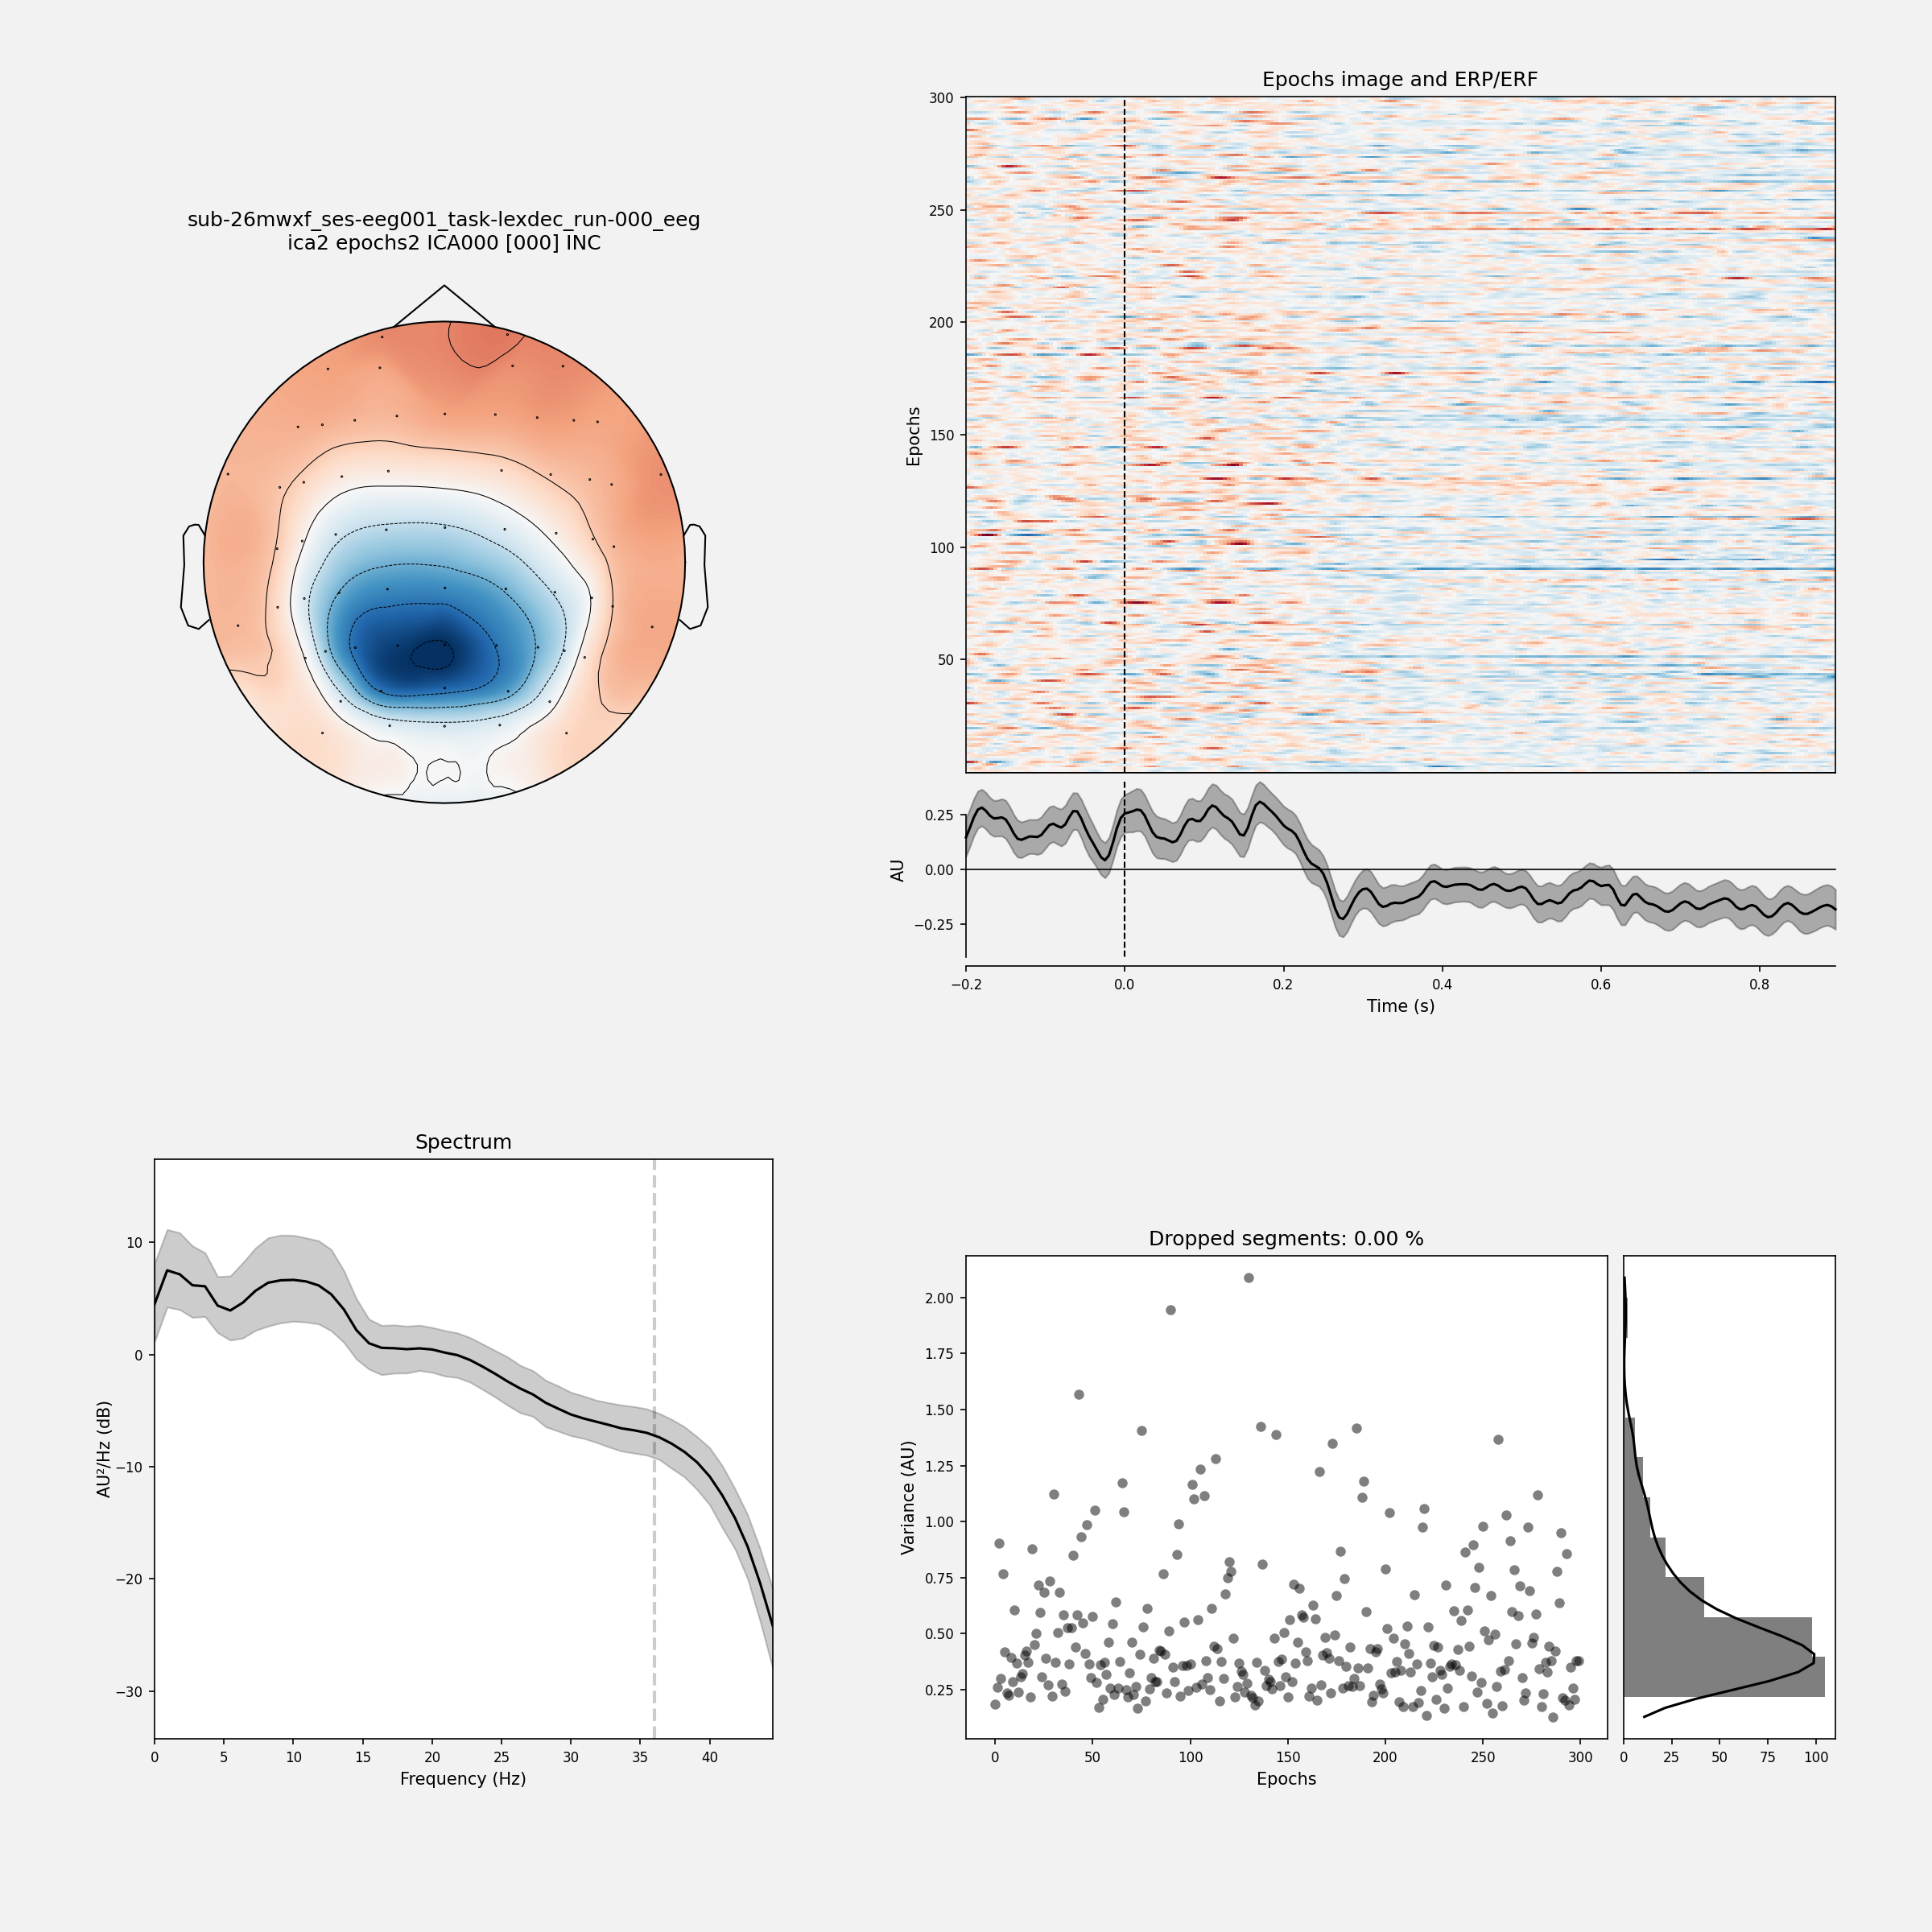 sub-26mwxf_ses-eeg001_task-lexdec_run-000_eeg
ica2 epochs2 ICA000 [000] INC
Epochs image and ERP/ERF
300
250
200
150
100
50
Epochs
0.25
0.00
−0.25
AU
−0.2 0.0 0.2 0.4 0.6 0.8
Time (s)
Spectrum
10
0
−10
−20
−30
AU²/Hz (dB)
0 5 10 15 20 25 30 35 40
Frequency (Hz)
Dropped segments: 0.00 %
2.00
1.75
1.50
1.25
1.00
0.75
0.50
0.25
Variance (AU)
0 50 100 150 200 250 300
Epochs
0 25 50 75 100